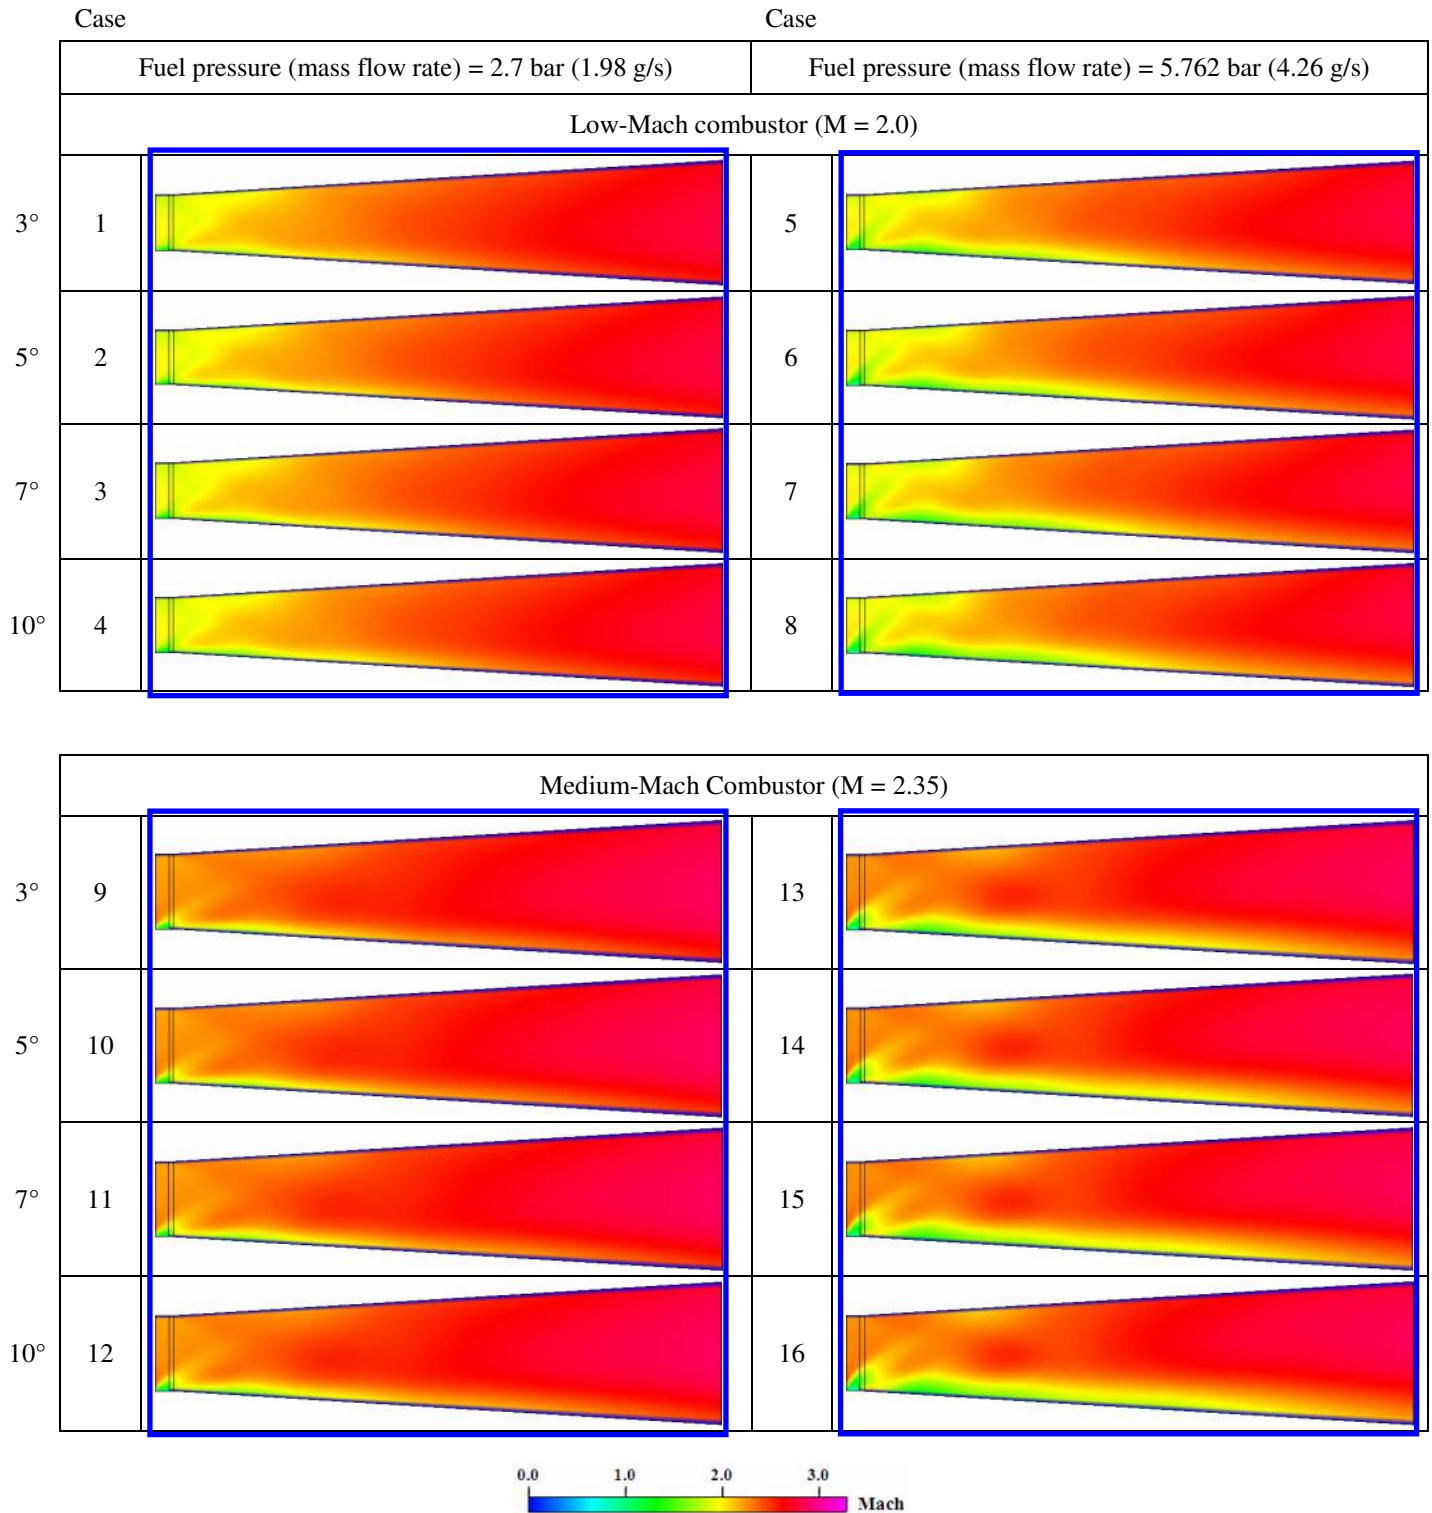 Case Case
Fuel pressure (mass flow rate) = 2.7 bar (1.98 g/s) Fuel pressure (mass flow rate) = 5.762 bar (4.26 g/s)
Low-Mach combustor (M = 2.0)
3° 1 5
5° 2 6
7° 3 7
10° 4 8
Medium-Mach Combustor (M = 2.35)
3° 9 13
5° 10 14
7° 11 15
10° 12 16
0.0 1.0 2.0 3.0
Mach